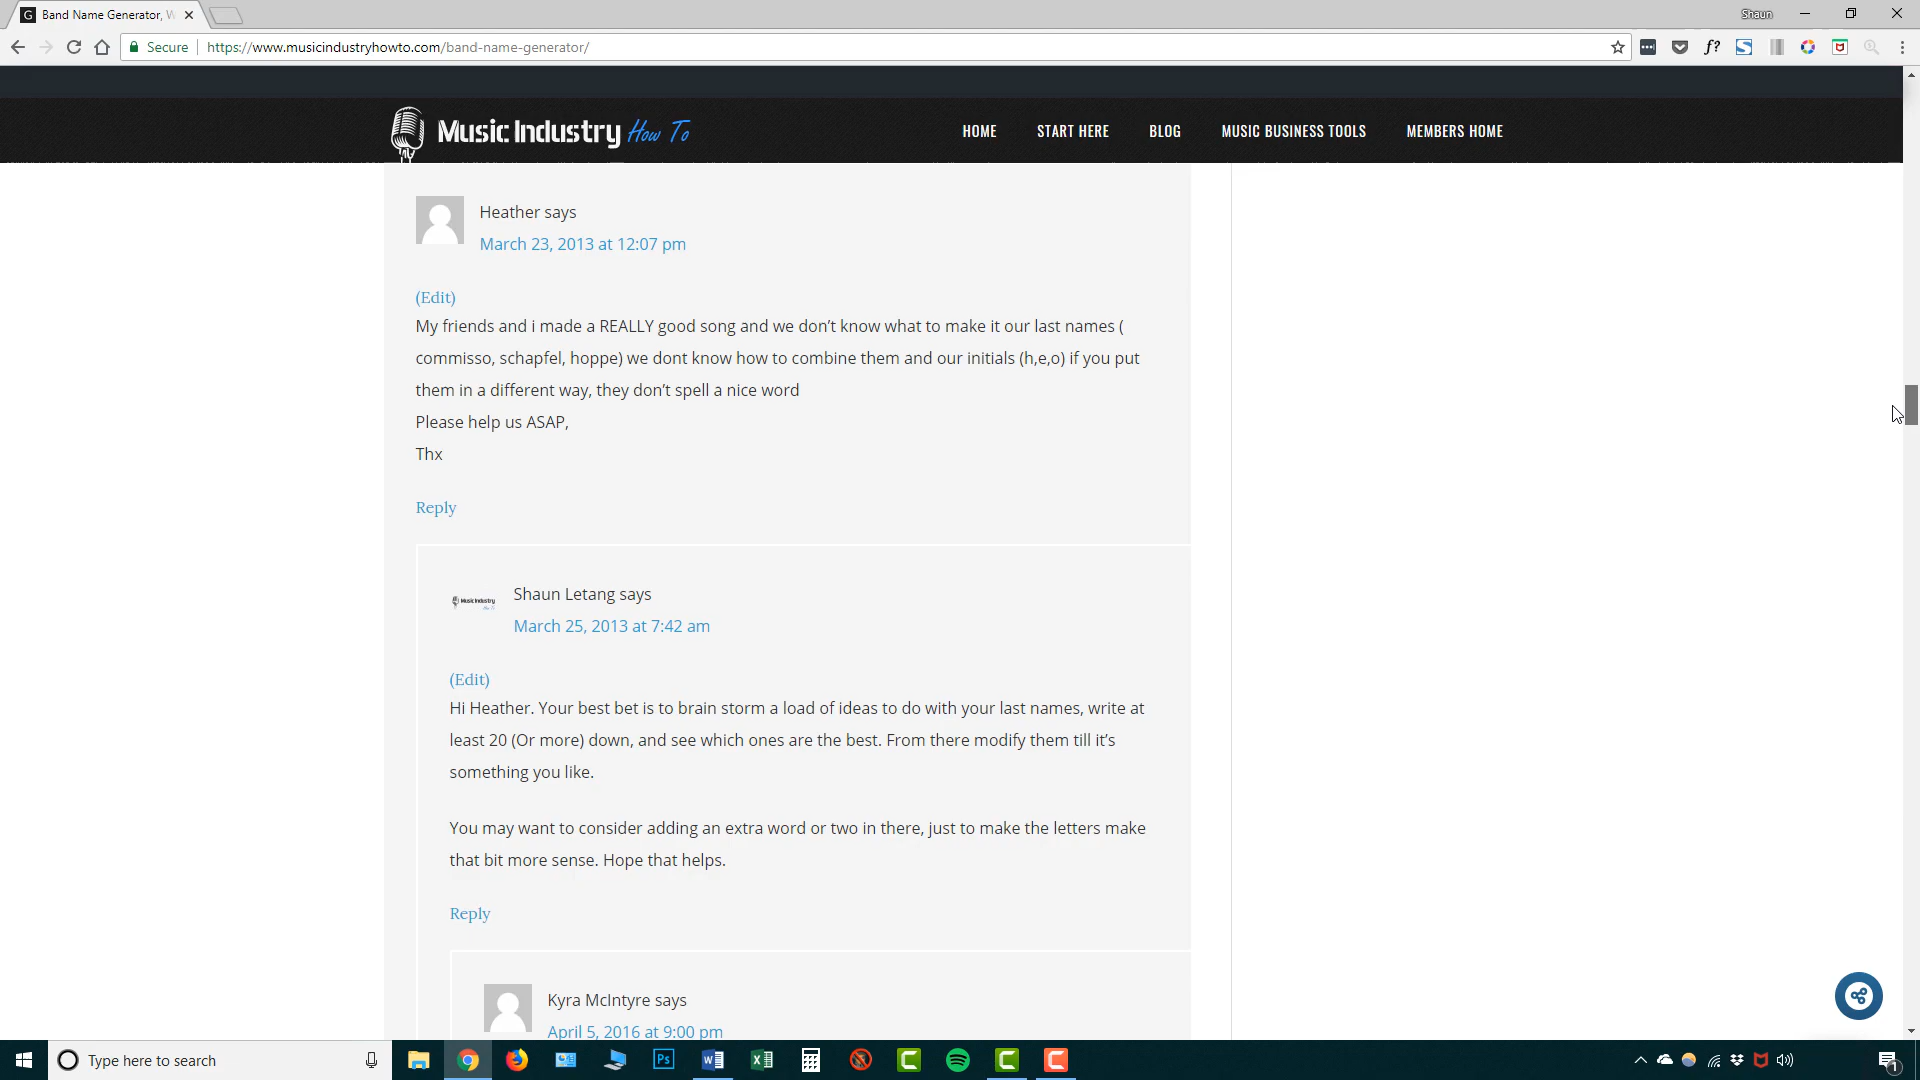 Band Name Generator, W
Shaun
Secure
https://www.musicindustryhowto.com/band-name-generator/
f?
Music Industry How To
HOME
START HERE
BLOG
MUSIC BUSINESS TOOLS
MEMBERS HOME
Heather says
March 23, 2013 at 12:07 pm
(Edit)
My friends and i made a REALLY good song and we don’t know what to make it our last names (
commisso, schapfel, hoppe) we dont know how to combine them and our initials (h,e,o) if you put
them in a different way, they don’t spell a nice word
Please help us ASAP,
Thx
Reply
Shaun Letang says
March 25, 2013 at 7:42 am
(Edit)
Hi Heather. Your best bet is to brain storm a load of ideas to do with your last names, write at
least 20 (Or more) down, and see which ones are the best. From there modify them till it’s
something you like.
You may want to consider adding an extra word or two in there, just to make the letters make
that bit more sense. Hope that helps.
Reply
Kyra McIntyre says
April 5, 2016 at 9:00 pm
Type here to search